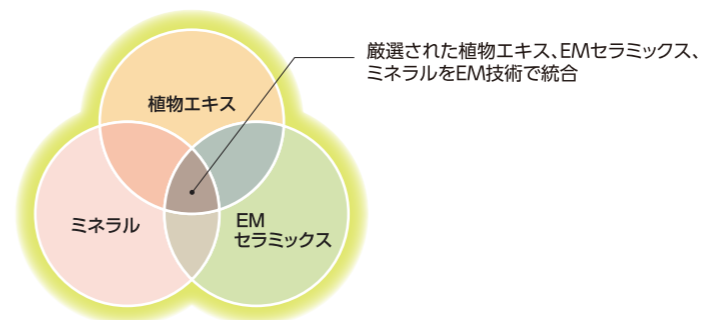 厳選された植物エキス、EMセラミックス、
ミネラルをEM技術で統合
植物エキス
ミネラル
EM
セラミックス